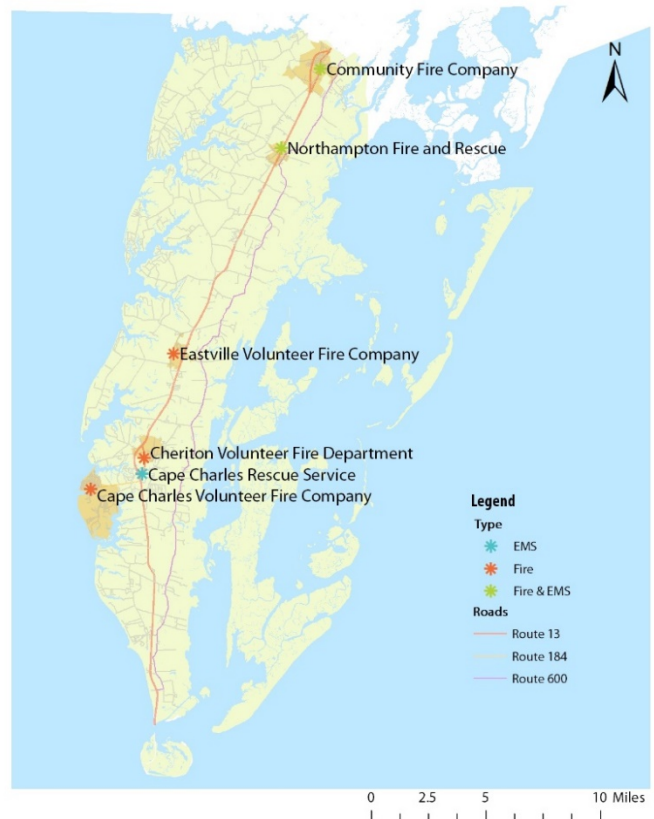 N
Community Fire Company
Northampton Fire and Rescue
Eastville Volunteer Fire Company
Cheriton Volunteer Fire Department
Cape Charles Rescue Service
Cape Charles Volunteer Fire Company
Legend
Type
EMS
Fire
Fire & EMS
Roads
Route 13
Route 184
Route 600
0 2.5 5 10 Miles